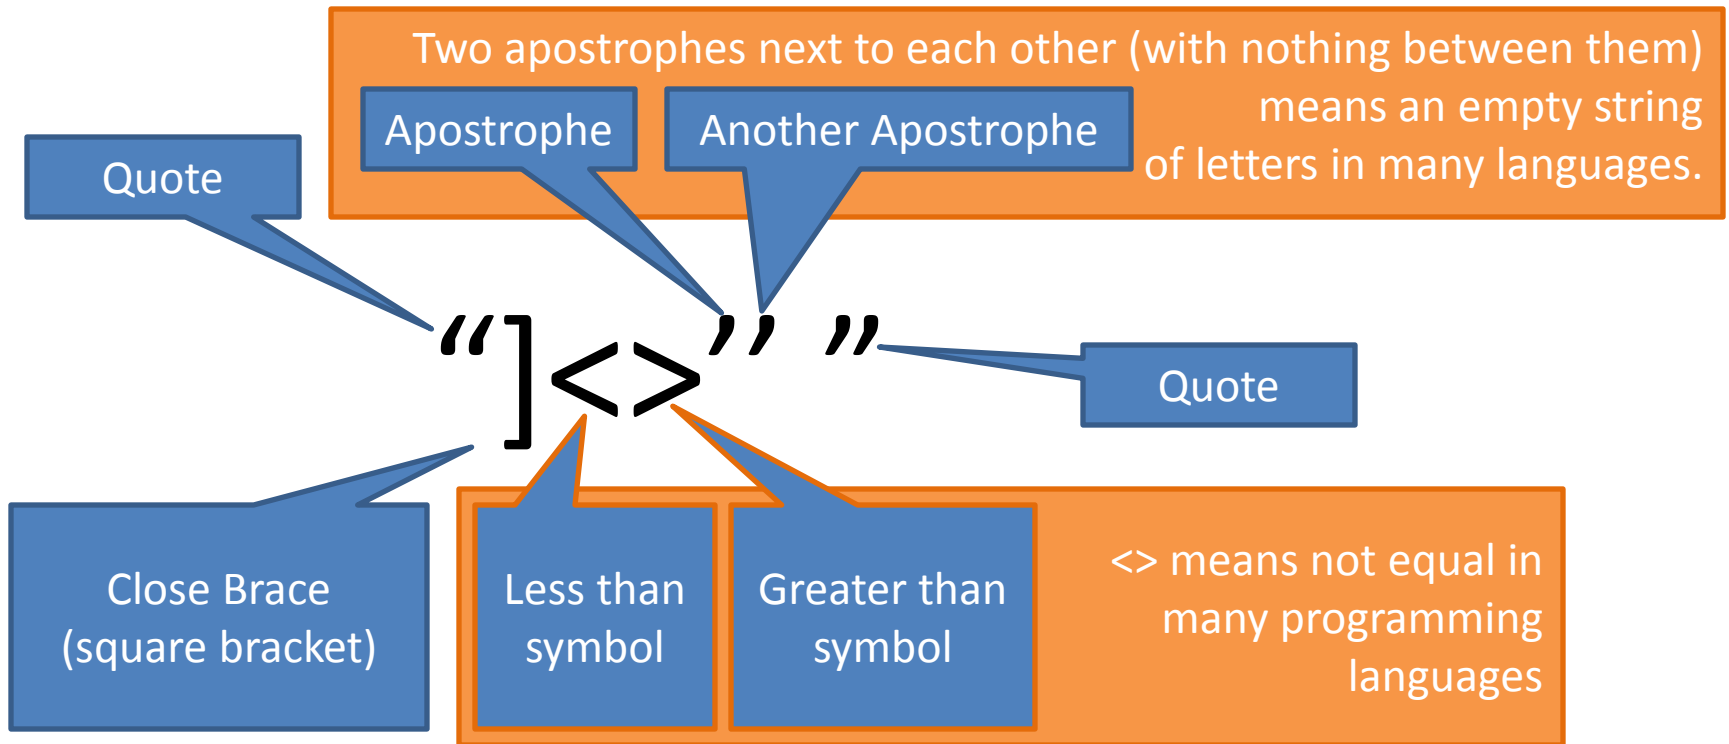 Two apostrophes next to each other (with nothing between them)
means an empty string
of letters in many languages.
Apostrophe
Another Apostrophe
Quote
“]<>’’ ”
Quote
Close Brace
(square bracket)
Less than
symbol
Greater than
symbol
<> means not equal in
many programming
languages